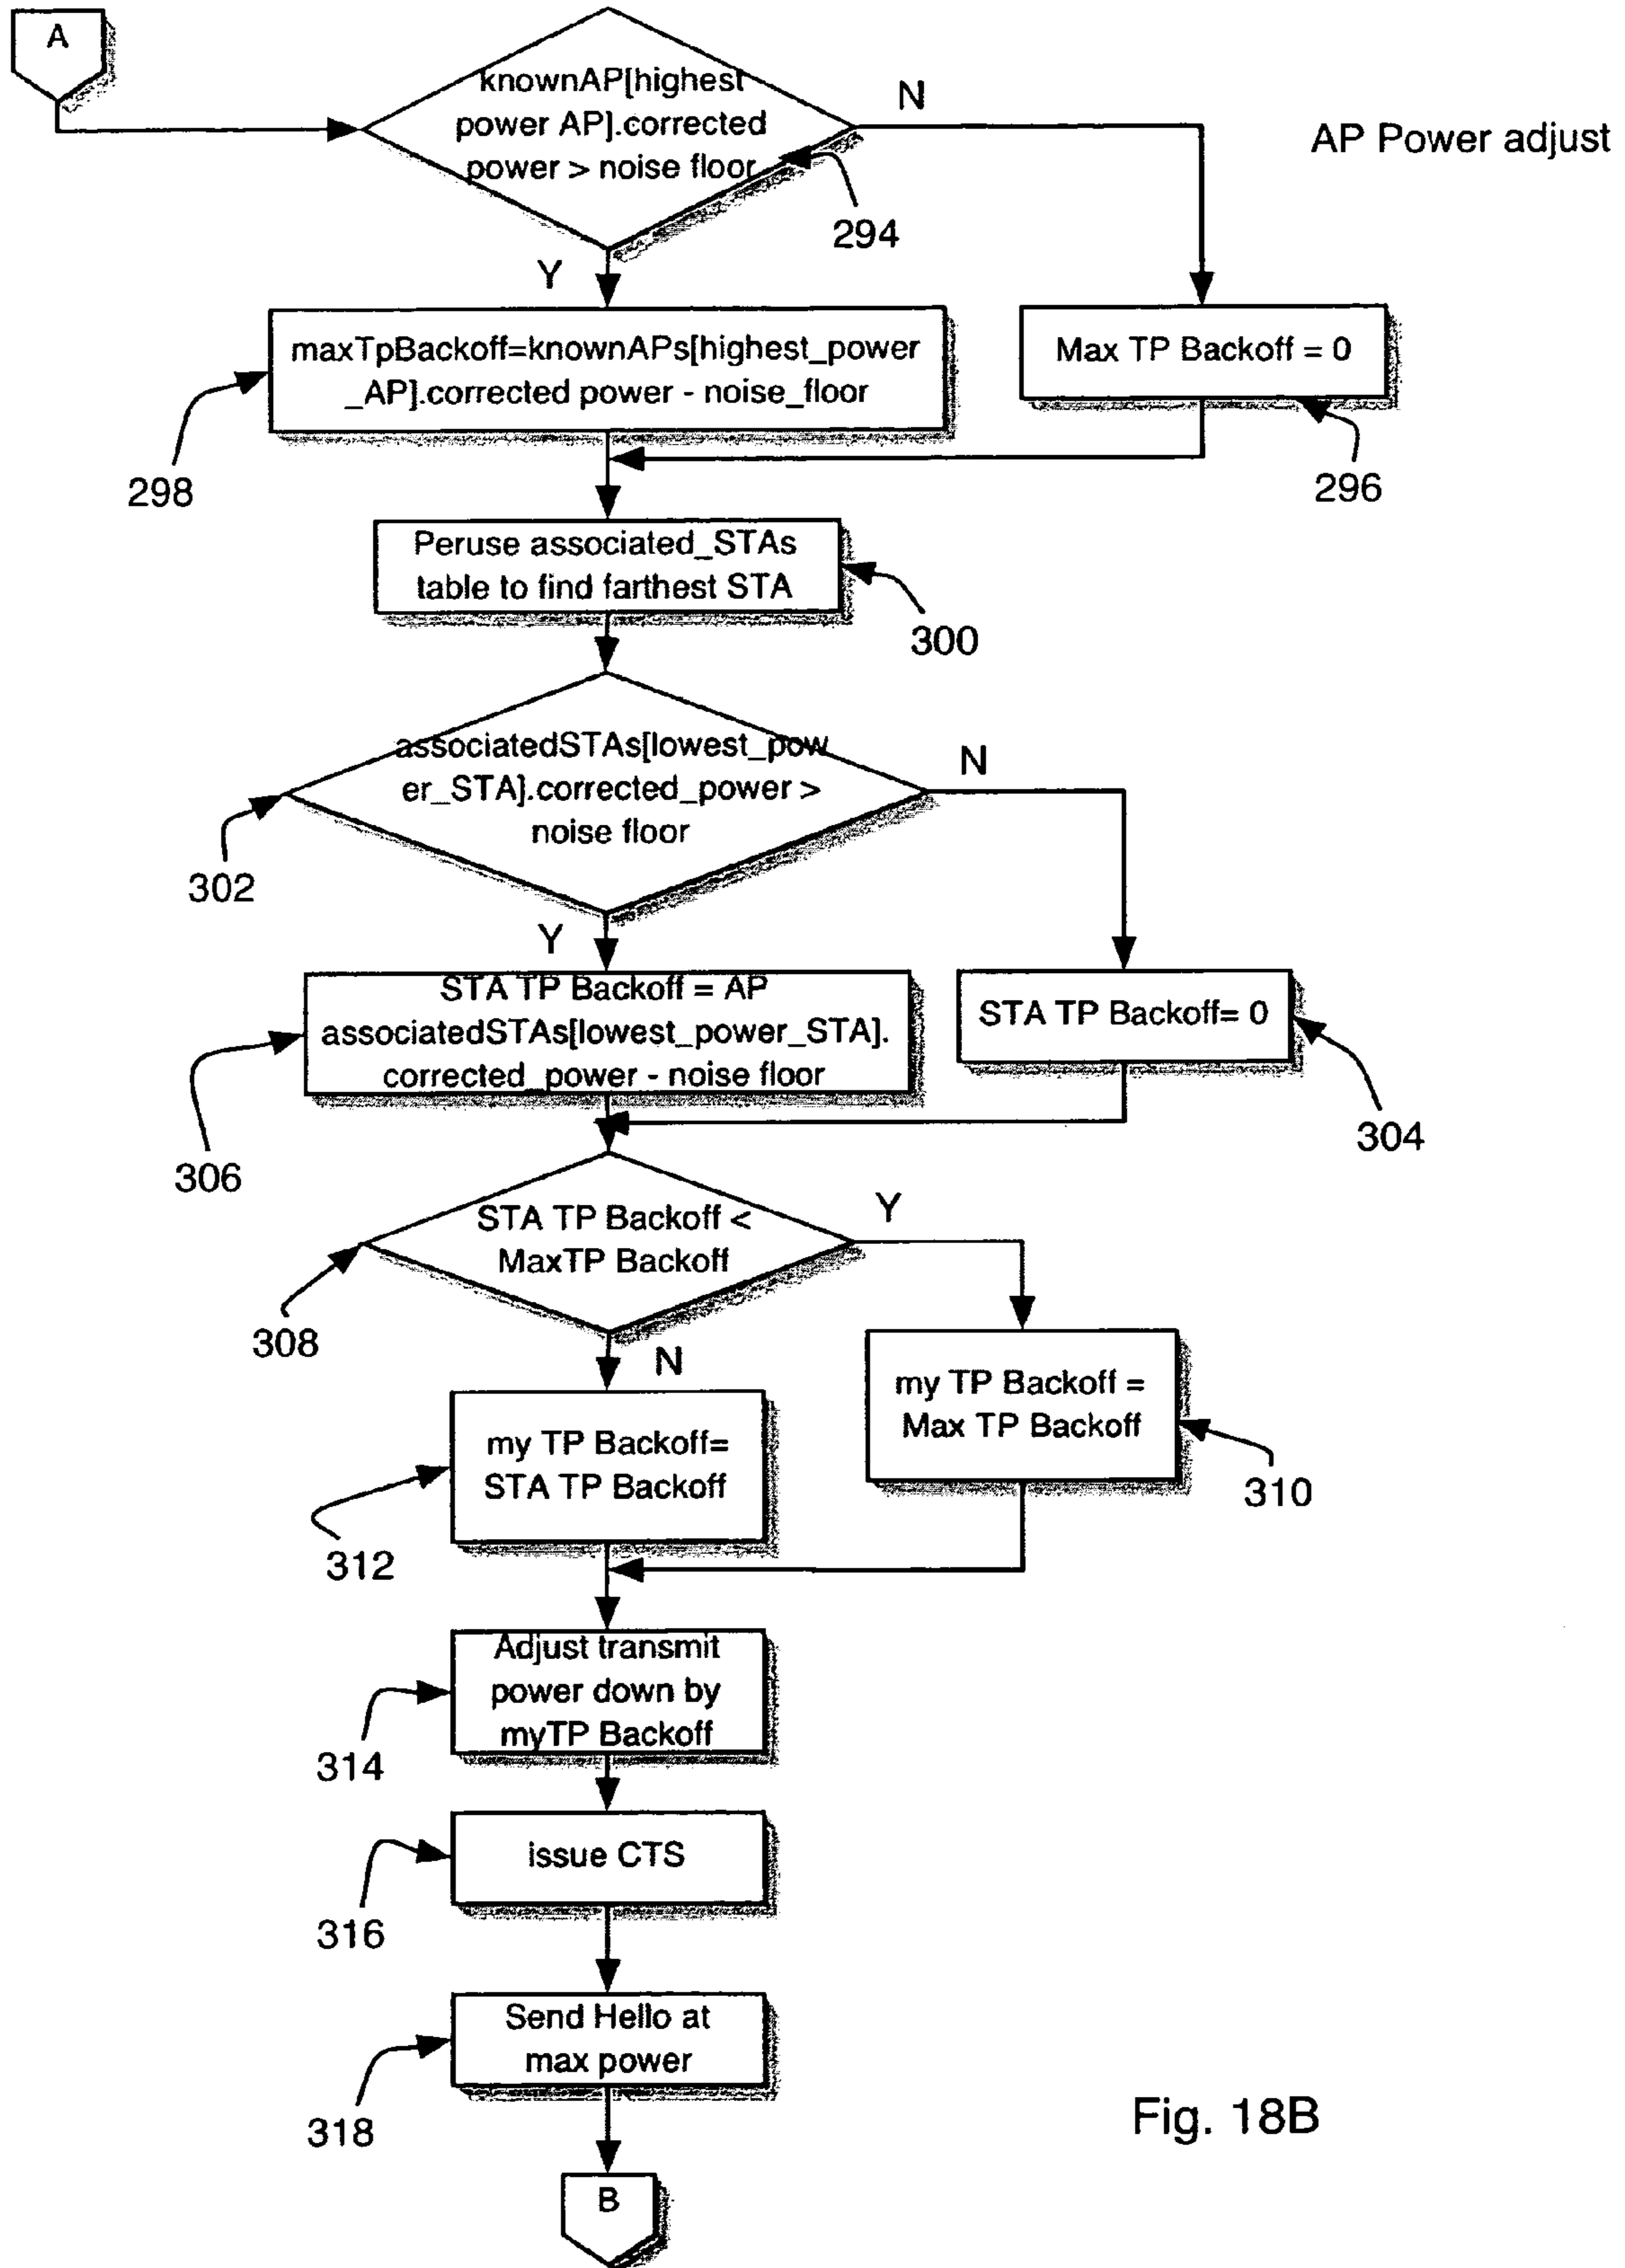 A
knownAP[highest
power AP].corrected
power > noise floor
N
AP Power adjust
294
Y
maxTpBackoff=knownAPs[highest_power
_AP].corrected power - noise_floor
Max TP Backoff = 0
298
296
Peruse associated_STAs
table to find farthest STA
300
associatedSTAs[lowest_pow
er_STA].corrected_power >
noise floor
N
302
Y
STA TP Backoff = AP
associatedSTAs[lowest_power_STA].
corrected_power - noise floor
STA TP Backoff= 0
306
304
STA TP Backoff <
MaxTP Backoff
Y
308
N
my TP Backoff =
Max TP Backoff
my TP Backoff=
STA TP Backoff
310
312
Adjust transmit
power down by
myTP Backoff
314
issue CTS
316
Send Hello at
max power
318
Fig. 18B
B